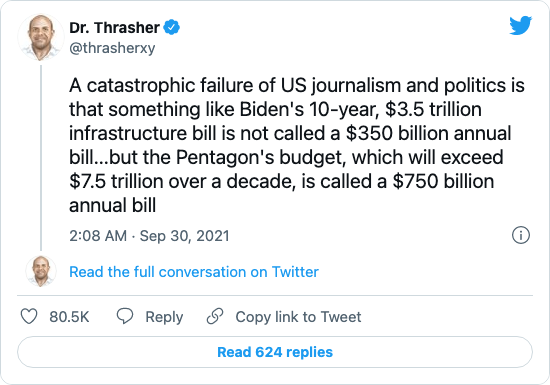 Dr. Thrasher
@thrasherxy
A catastrophic failure of US journalism and politics is
that something like Biden's 10-year, $3.5 trillion
infrastructure bill is not called a $350 billion annual
bill...but the Pentagon's budget, which will exceed
$7.5 trillion over a decade, is called a $750 billion
annual bill
2:08 AM · Sep 30, 2021
Read the full conversation on Twitter
80.5K Reply Copy link to Tweet
Read 624 replies